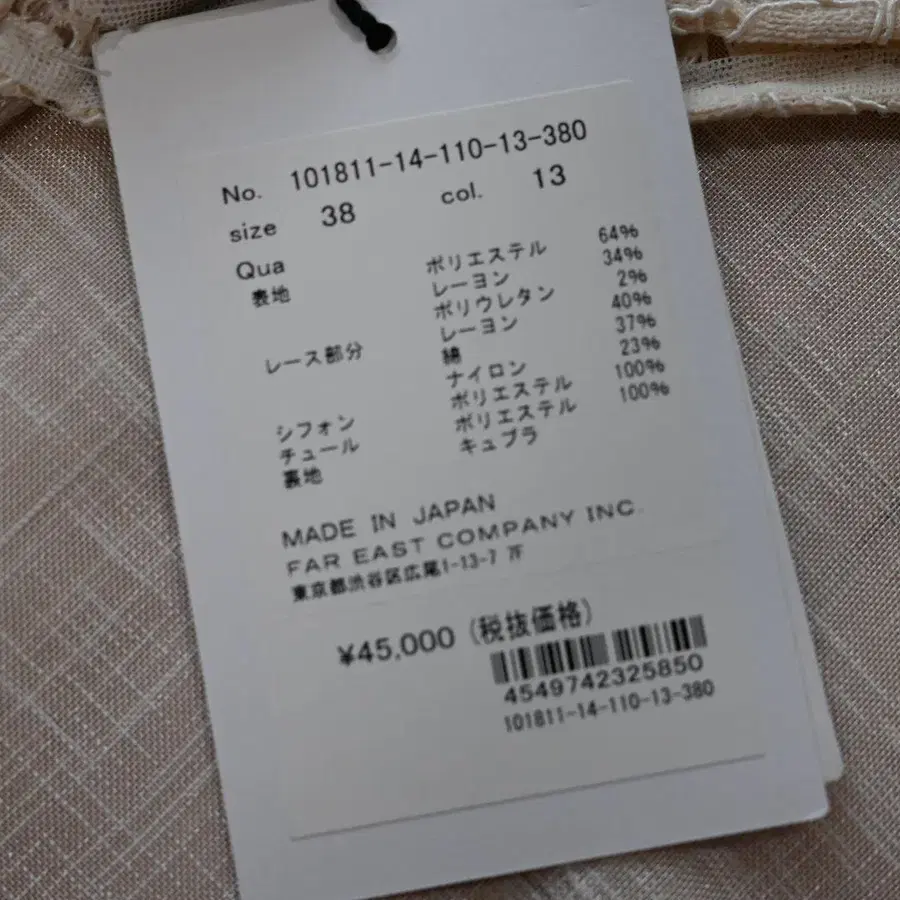 No. 101811-14-110-13-380
size 38 col. 13
Qua
表地 ポリエステル 64%
レーヨン 34%
ポリウレタン 2%
レース部分 レーヨン 40%
綿 37%
ナイロン 23%
シフォン ポリエステル 100%
チュール ポリエステル 100%
裏地 キュプラ
MADE IN JAPAN
FAR EAST COMPANY INC.
東京都渋谷区広尾1-13-7 7F
¥45,000 (税抜価格)
4549742325850
101811-14-110-13-380